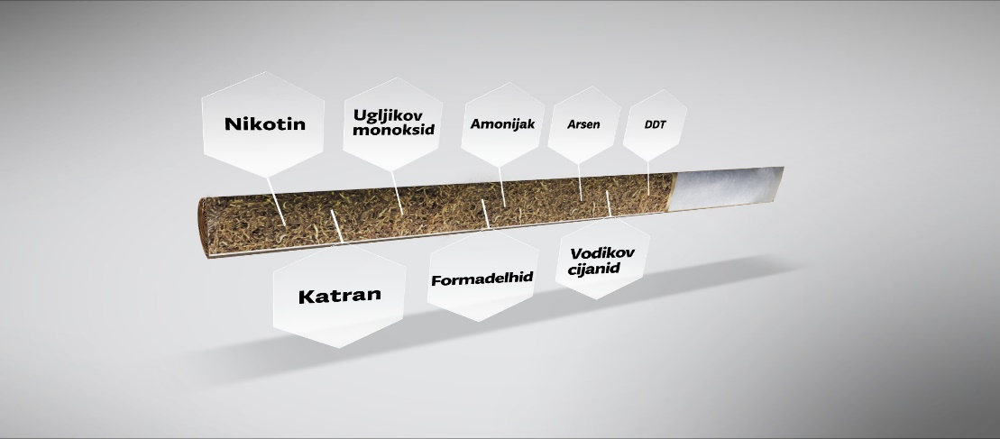 Nikotin
Ugljikov
monoksid
Amonijak
Arsen
DDT
Katran
Formadelhid
Vodikov
cijanid